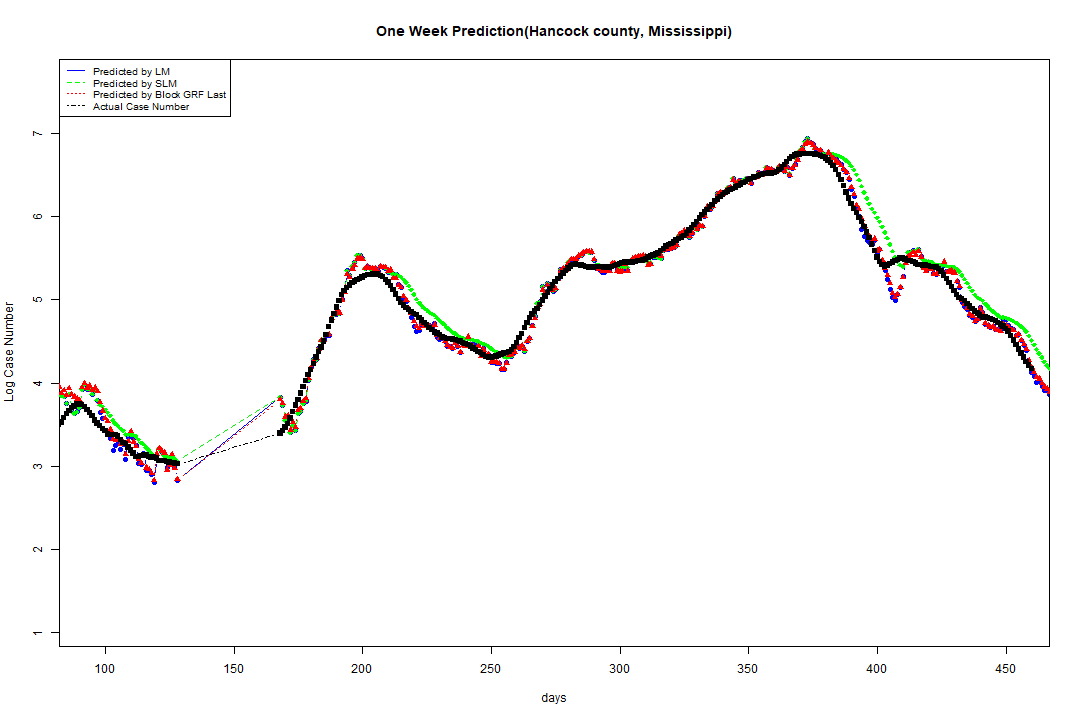 One Week Prediction(Hancock county, Mississippi)
Predicted by LM
Predicted by SLM
Predicted by Block GRF Last
Actual Case Number
7
6
5
4
3
2
1
Log Case Number
100 150 200 250 300 350 400 450
days